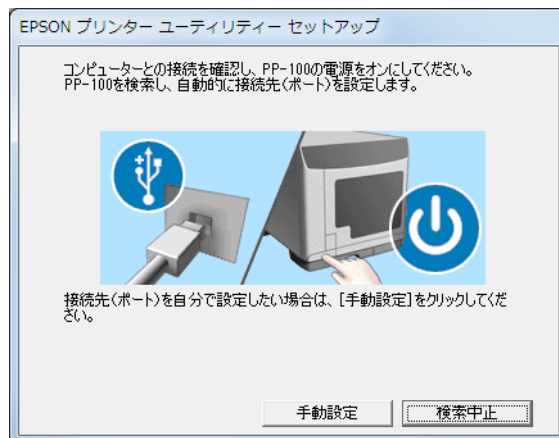 EPSON プリンター ユーティリティー セットアップ
コンピューターとの接続を確認し、PP-100の電源をオンにしてください。
PP-100を検索し、自動的に接続先(ポート)を設定します。
接続先(ポート)を自分で設定したい場合は、[手動設定]をクリックしてくだ
さい。
手動設定
検索中止